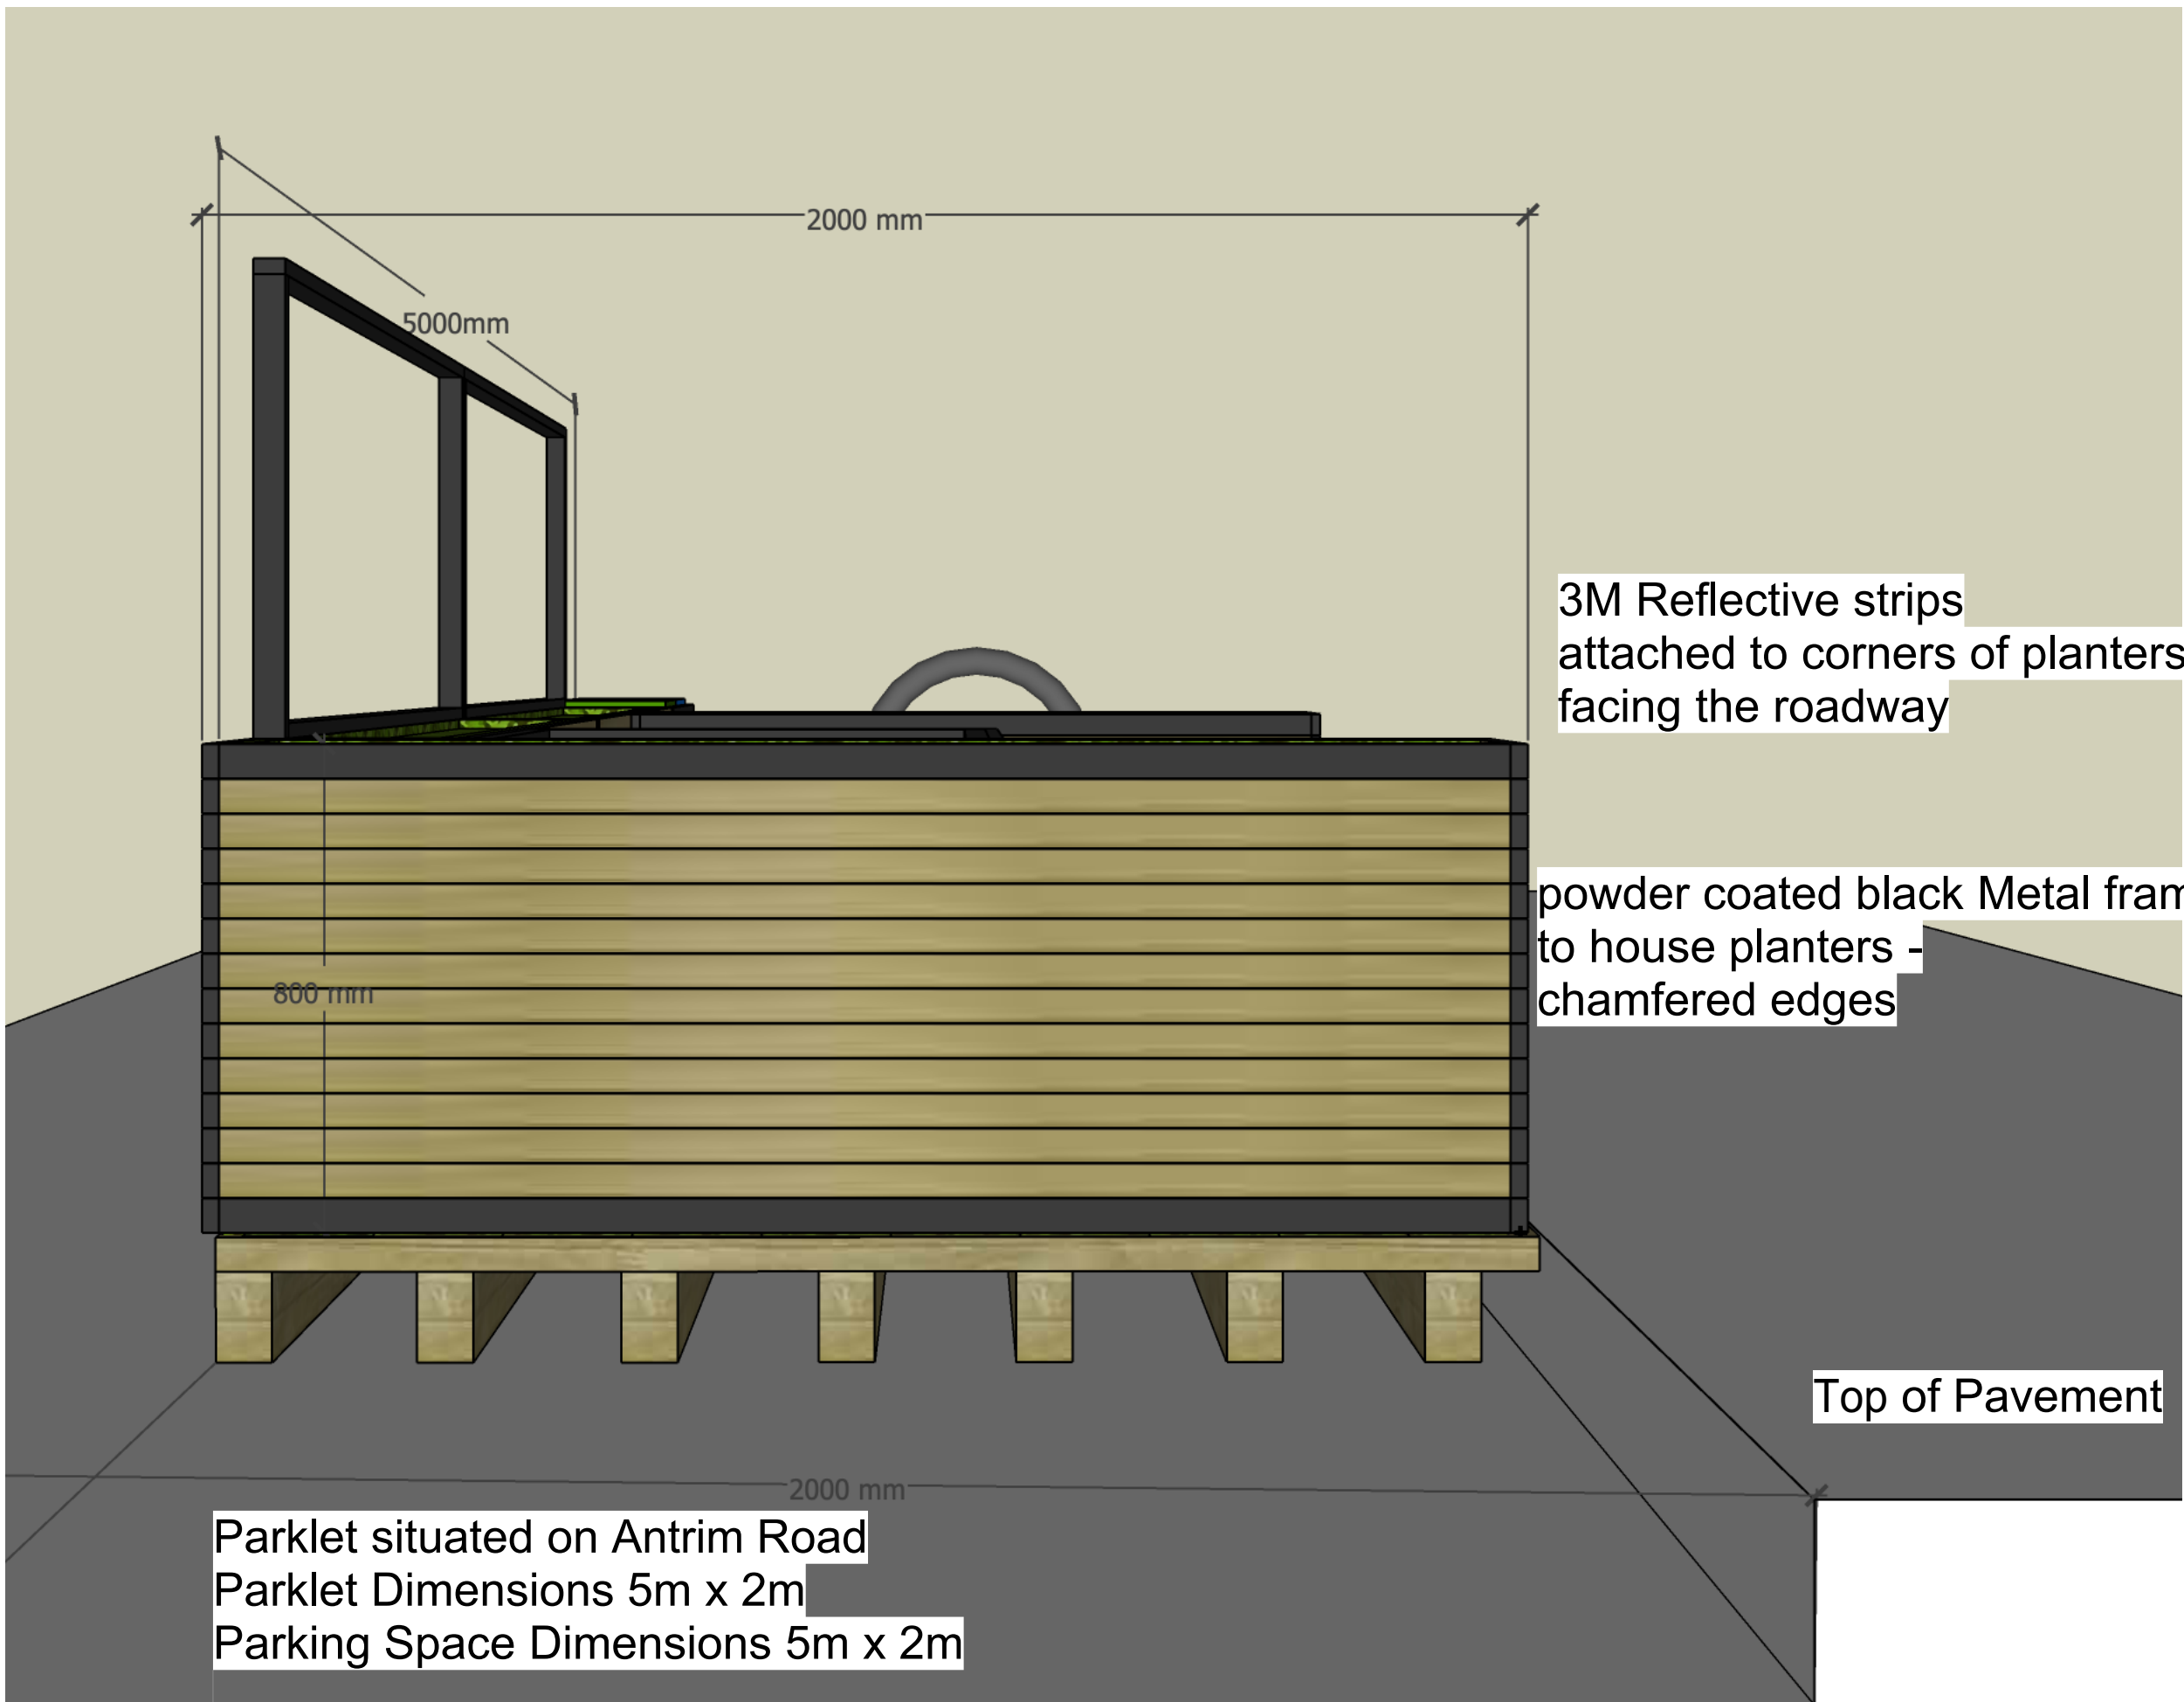 2000 mm
5000mm
3M Reflective strips
attached to corners of planters
facing the roadway
powder coated black Metal fram
to house planters -
chamfered edges
800 mm
Top of Pavement
2000 mm
Parklet situated on Antrim Road
Parklet Dimensions 5m x 2m
Parking Space Dimensions 5m x 2m